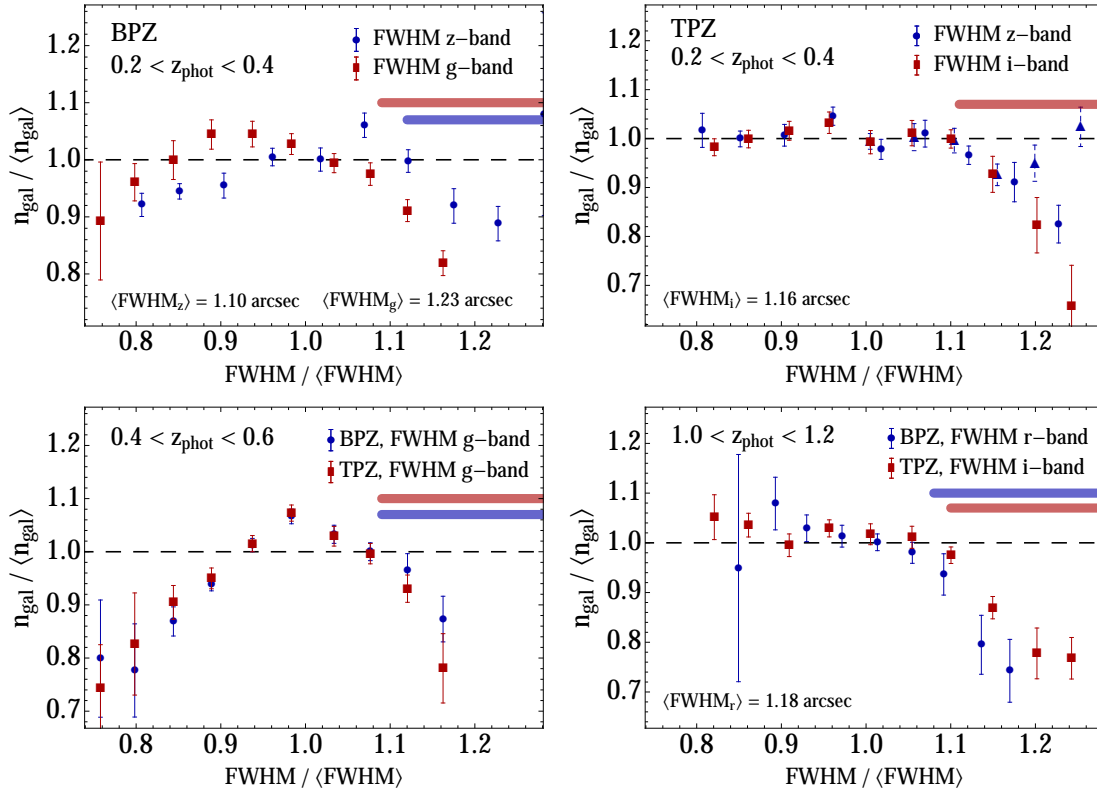 BPZ
0.2 < z_phot < 0.4
FWHM z-band
FWHM g-band
1.2
1.1
1.0
0.9
0.8
n_gal / ⟨n_gal⟩
⟨FWHM_z⟩ = 1.10 arcsec ⟨FWHM_g⟩ = 1.23 arcsec
0.8 0.9 1.0 1.1 1.2
FWHM / ⟨FWHM⟩
TPZ
0.2 < z_phot < 0.4
FWHM z-band
FWHM i-band
1.2
1.1
1.0
0.9
0.8
0.7
n_gal / ⟨n_gal⟩
⟨FWHM_i⟩ = 1.16 arcsec
0.8 0.9 1.0 1.1 1.2
FWHM / ⟨FWHM⟩
0.4 < z_phot < 0.6
BPZ, FWHM g-band
TPZ, FWHM g-band
1.2
1.1
1.0
0.9
0.8
0.7
n_gal / ⟨n_gal⟩
0.8 0.9 1.0 1.1 1.2
FWHM / ⟨FWHM⟩
1.0 < z_phot < 1.2
BPZ, FWHM r-band
TPZ, FWHM i-band
1.2
1.1
1.0
0.9
0.8
0.7
n_gal / ⟨n_gal⟩
⟨FWHM_r⟩ = 1.18 arcsec
0.8 0.9 1.0 1.1 1.2
FWHM / ⟨FWHM⟩